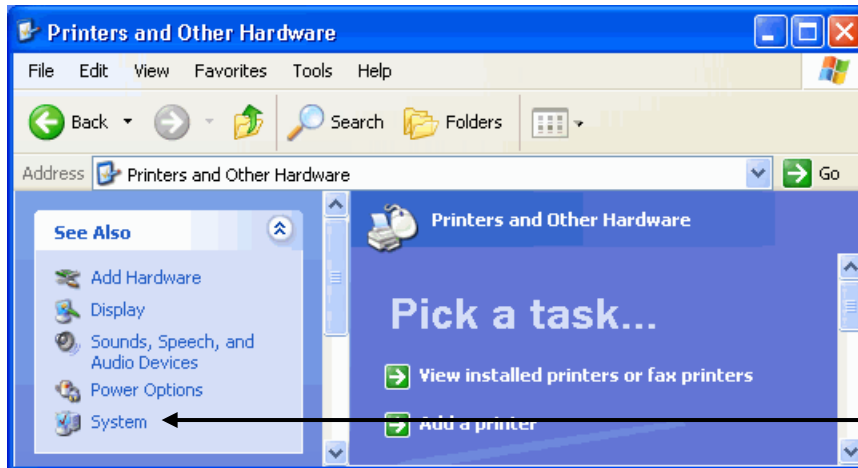 Printers and Other Hardware
File Edit View Favorites Tools Help
Back Search Folders
Address Printers and Other Hardware Go
See Also
Add Hardware
Display
Sounds, Speech, and
Audio Devices
Power Options
System
Printers and Other Hardware
Pick a task...
View installed printers or fax printers
Add a printer